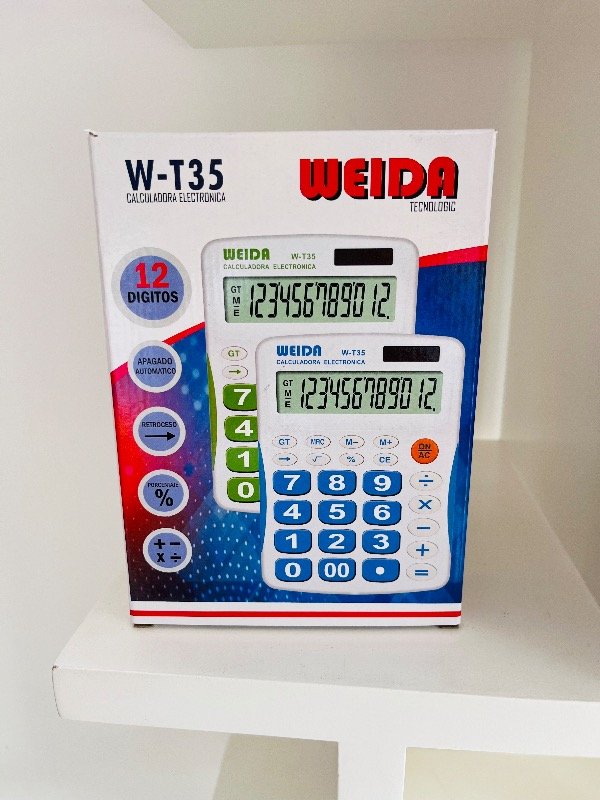 W-T35
CALCULADORA ELECTRONICA
WEIDA
TECNOLOGIC
12
DIGITOS
APAGADO
AUTOMATICO
RETROCESO
PORCENTAJE
%
+ −
x ÷
WEIDA W-T35
CALCULADORA ELECTRONICA
GT
M
E
123456789012.
GT
→
7
4
1
0
WEIDA W-T35
CALCULADORA ELECTRONICA
GT
M
E
123456789012.
GT MRC M− M+ ON
AC
→ √ % CE
7 8 9 ÷
4 5 6 ×
1 2 3 −
+
0 00 • =